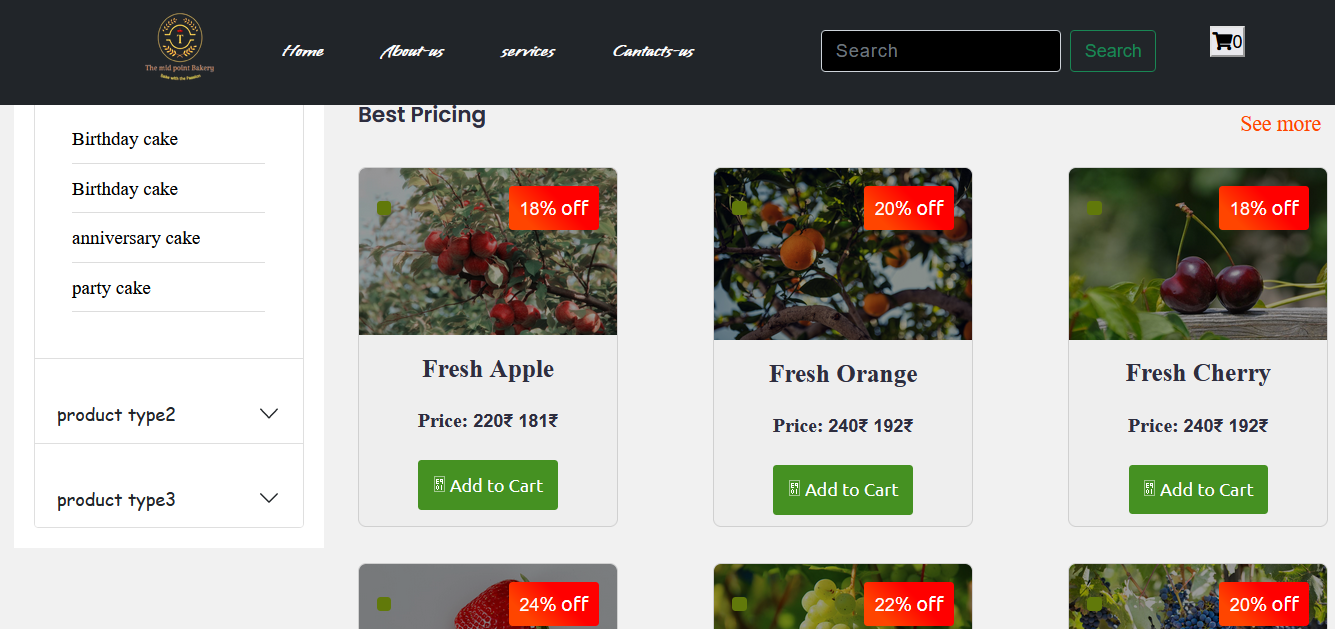 T
The mid point Bakery
Home
About-us
services
Cantacts-us
Search
Search
0
Birthday cake
Birthday cake
anniversary cake
party cake
product type2
product type3
Best Pricing
See more
18% off
Fresh Apple
Price: 220₹ 181₹
Add to Cart
20% off
Fresh Orange
Price: 240₹ 192₹
Add to Cart
18% off
Fresh Cherry
Price: 240₹ 192₹
Add to Cart
24% off
22% off
20% off